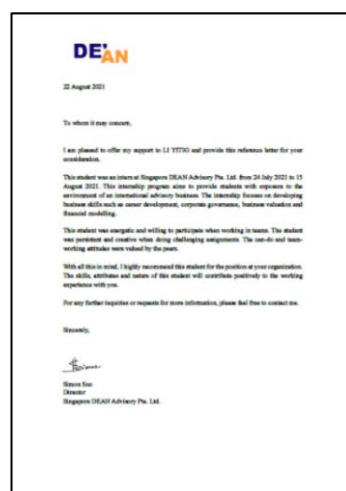 DE'AN
22 August 2021
To whom it may concern,
I am pleased to offer my support to LI YITIG and provide this reference letter for your
consideration.
This student was an intern at Singapore DEAN Advisory Pte. Ltd. from 24 July 2021 to 15
August 2021. This internship program aims to provide students with exposure to the
environment of an international advisory business. The internship focuses on developing
business skills such as career development, corporate governance, business valuation and
financial modelling.
This student was energetic and willing to participate when working in teams. The student
was persistent and creative when doing challenging assignments. The can-do and team-
working attitudes were valued by the peers.
With all this in mind, I highly recommend this student for the position at your organization.
The skills, attributes and nature of this student will contribute positively to the working
experience with you.
For any further inquiries or requests for more information, please feel free to contact me.
Sincerely,
Simon
Director
Singapore DEAN Advisory Pte. Ltd.